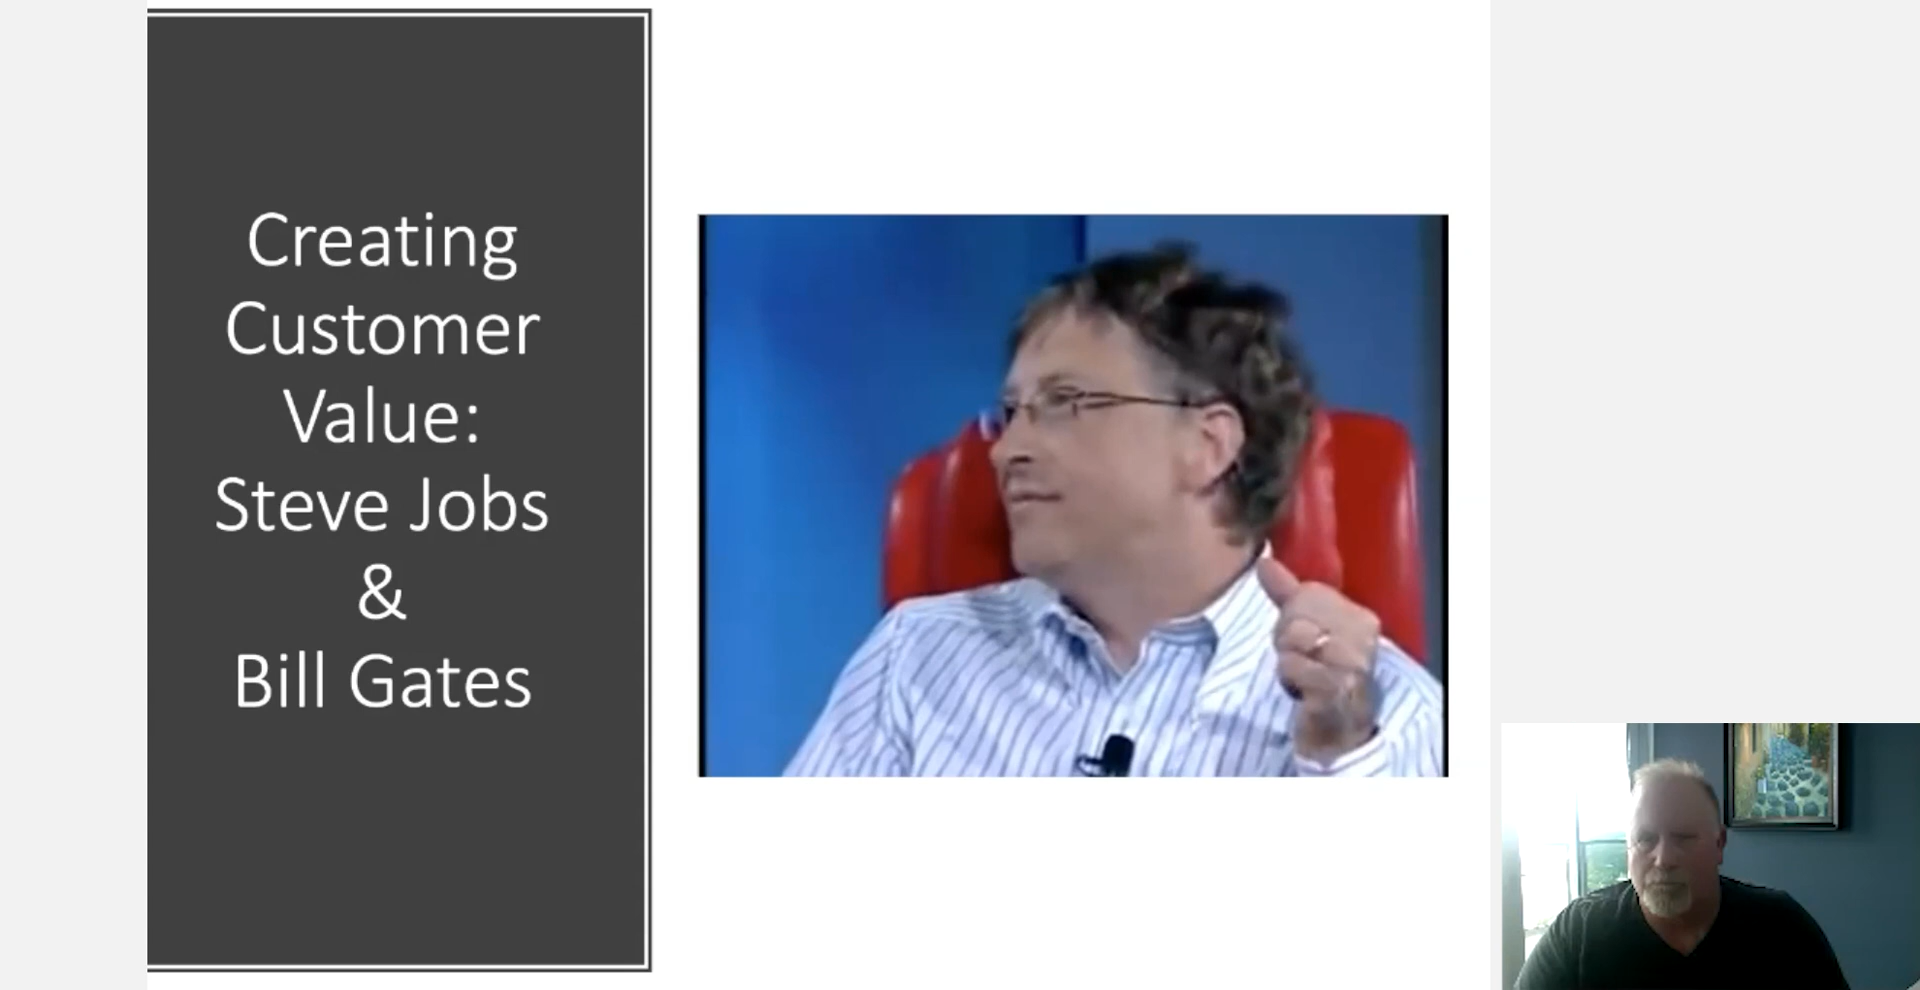 Creating
Customer
Value:
Steve Jobs
&
Bill Gates